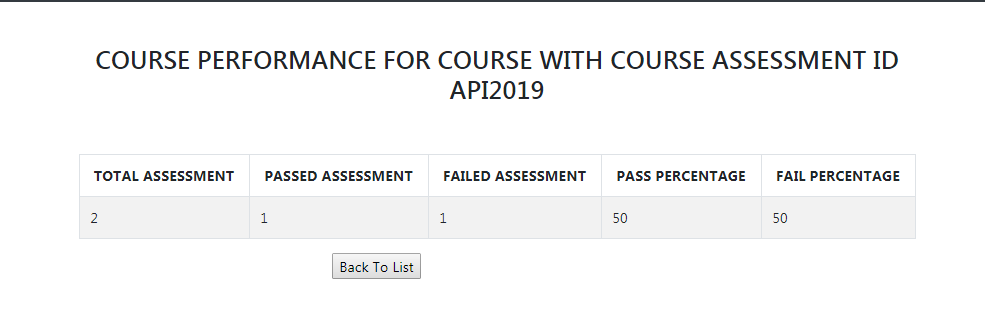 COURSE PERFORMANCE FOR COURSE WITH COURSE ASSESSMENT ID
API2019
TOTAL ASSESSMENT PASSED ASSESSMENT FAILED ASSESSMENT PASS PERCENTAGE FAIL PERCENTAGE
2 1 1 50 50
Back To List